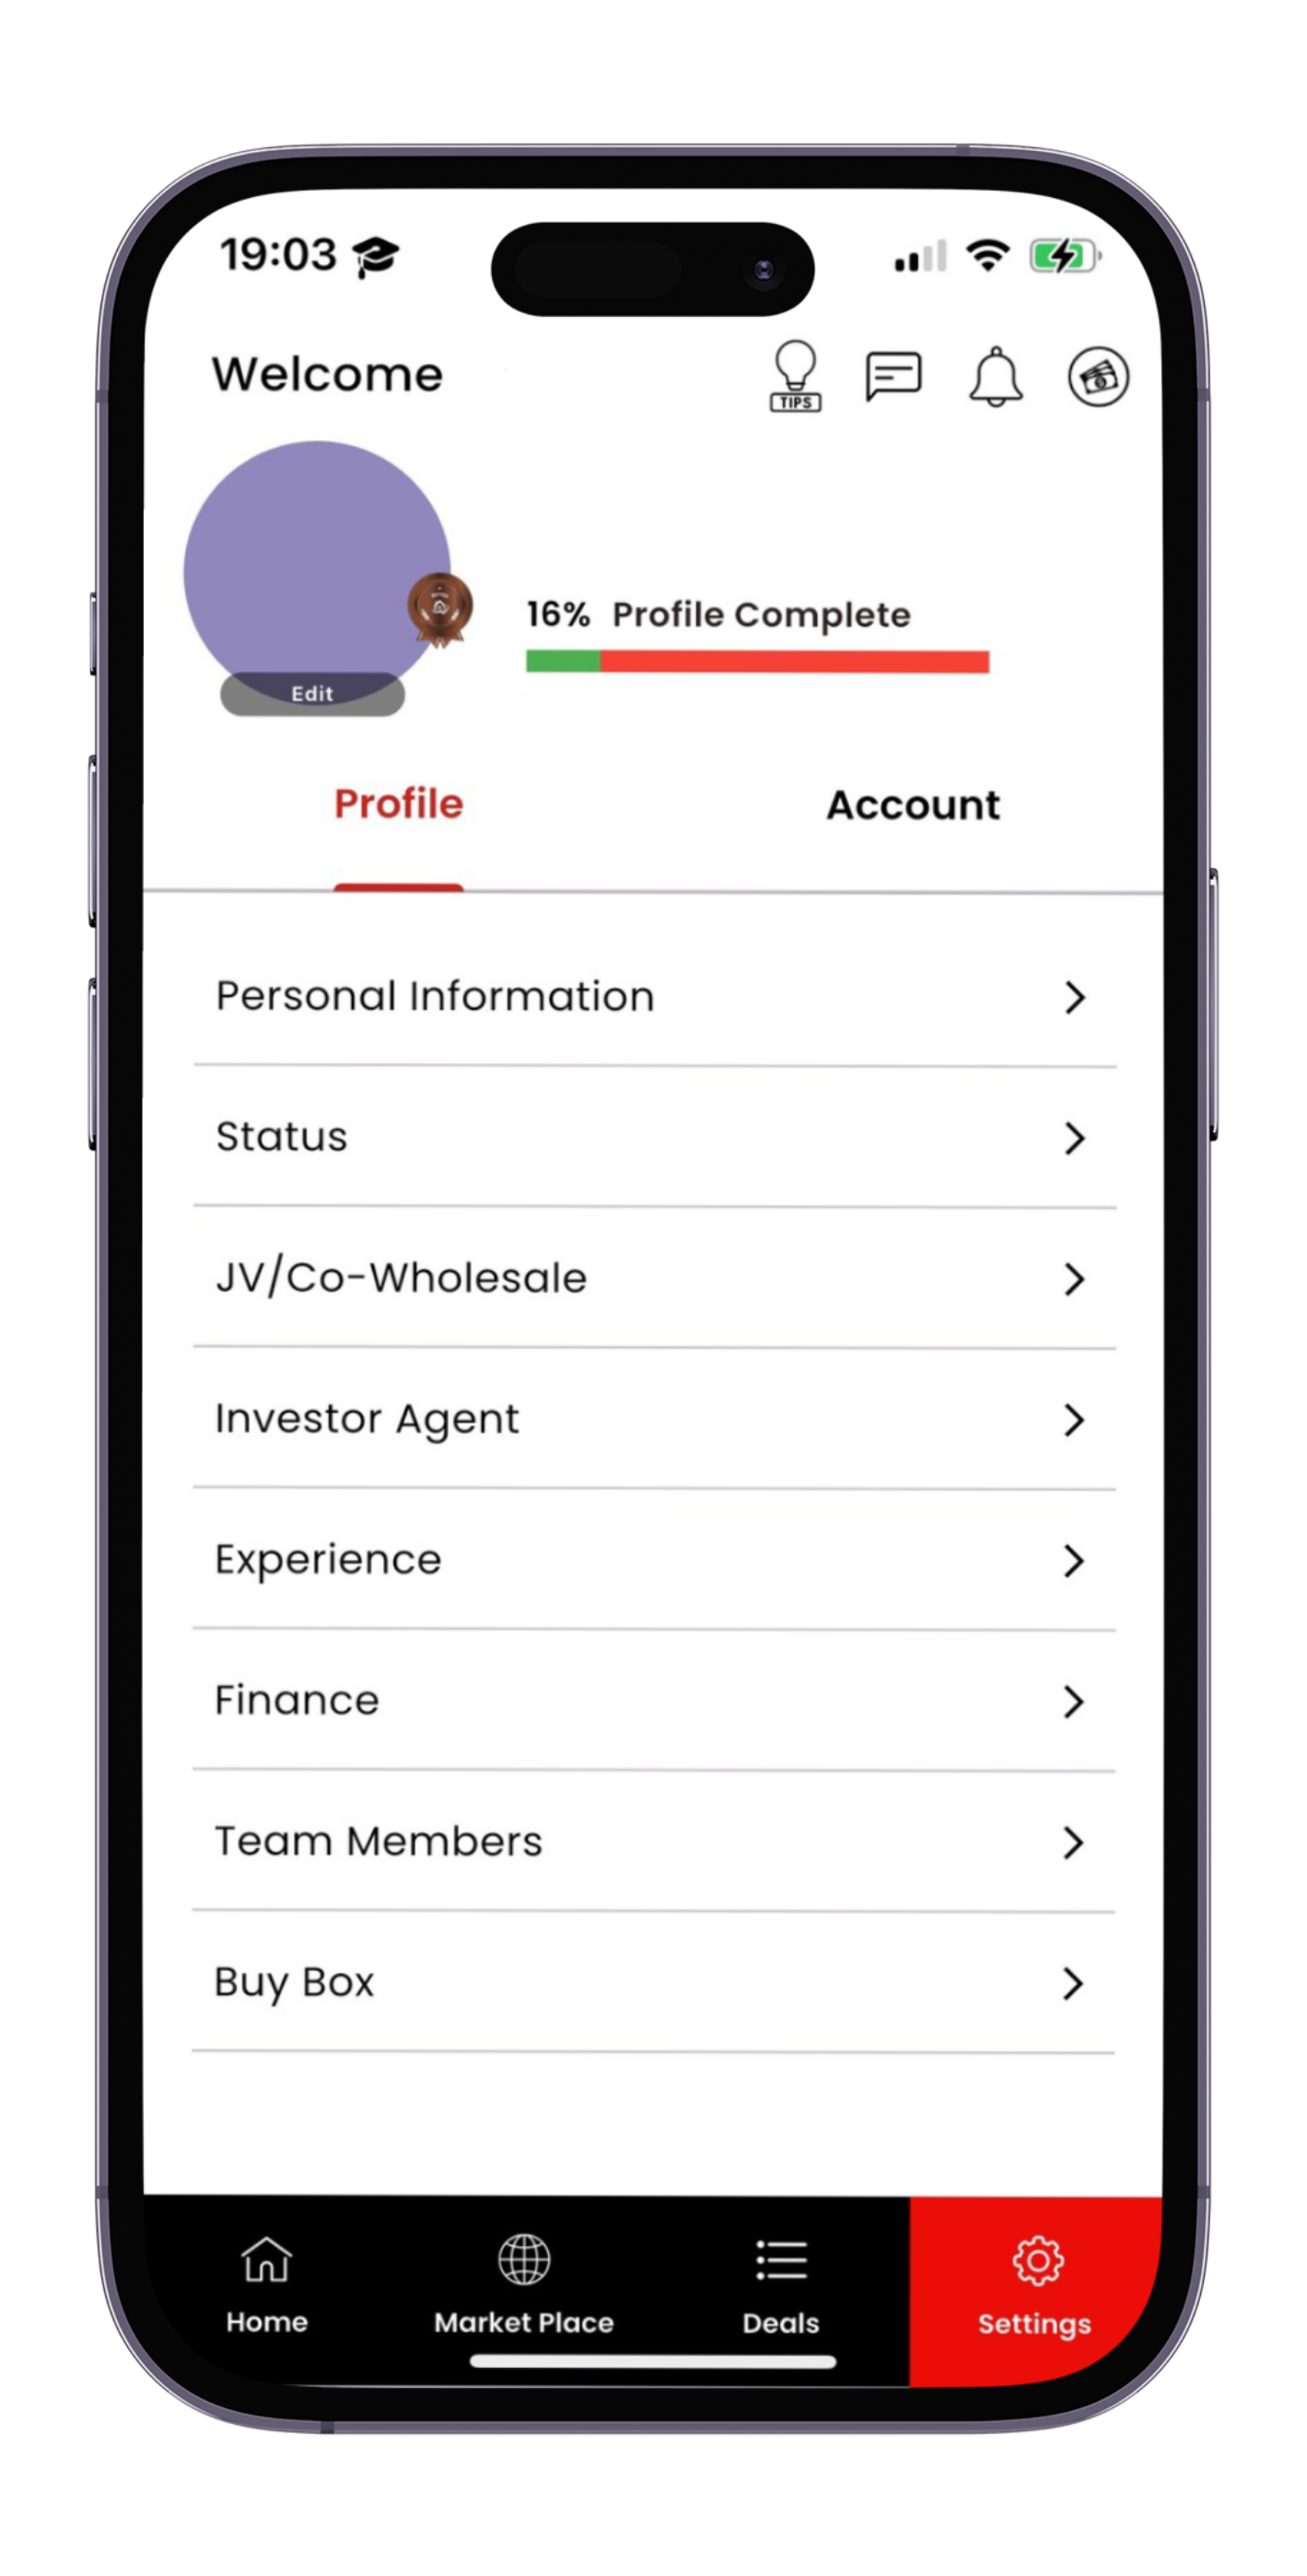 19:03
Welcome
TIPS
16% Profile Complete
Edit
Profile Account
Personal Information
Status
JV/Co-Wholesale
Investor Agent
Experience
Finance
Team Members
Buy Box
Home Market Place Deals Settings